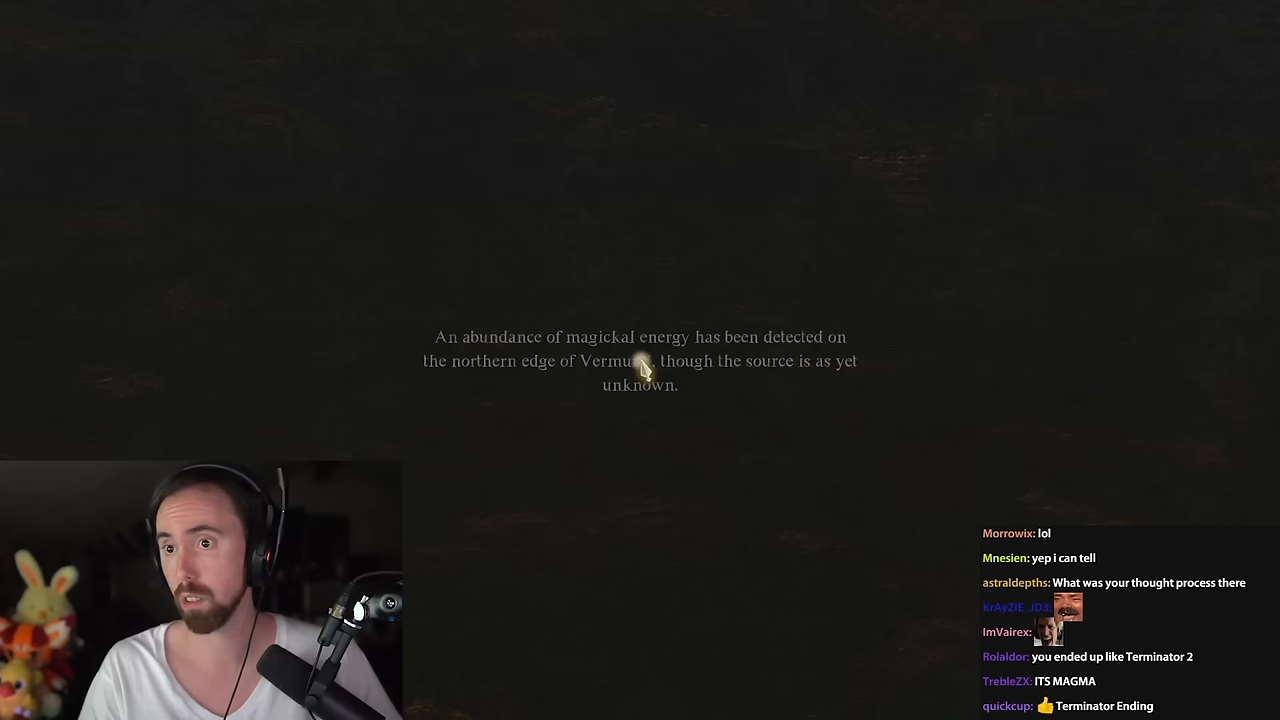 An abundance of magickal energy has been detected on
the northern edge of though the source is as yet
unknown.
Morrowix: lol
Mnesien: yep i can tell
astraldepths: What was your thought process there
KrAyZiE_JD3:
ImVairex:
Rolaldor: you ended up like Terminator 2
TrebleZX: ITS MAGMA
quickcup: 👍 Terminator Ending